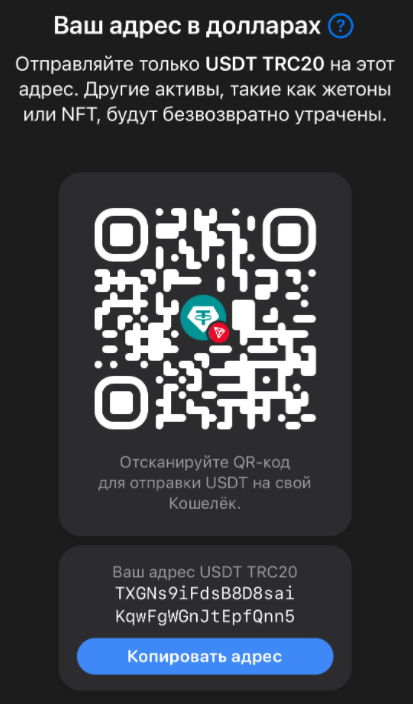 Ваш адрес в долларах ?
Отправляйте только USDT TRC20 на этот
адрес. Другие активы, такие как жетоны
или NFT, будут безвозвратно утрачены.
Отсканируйте QR-код
для отправки USDT на свой
Кошелёк.
Ваш адрес USDT TRC20
TXGNs9iFdsB8D8sai
KqwFgWGnJtEpfQnn5
Копировать адрес